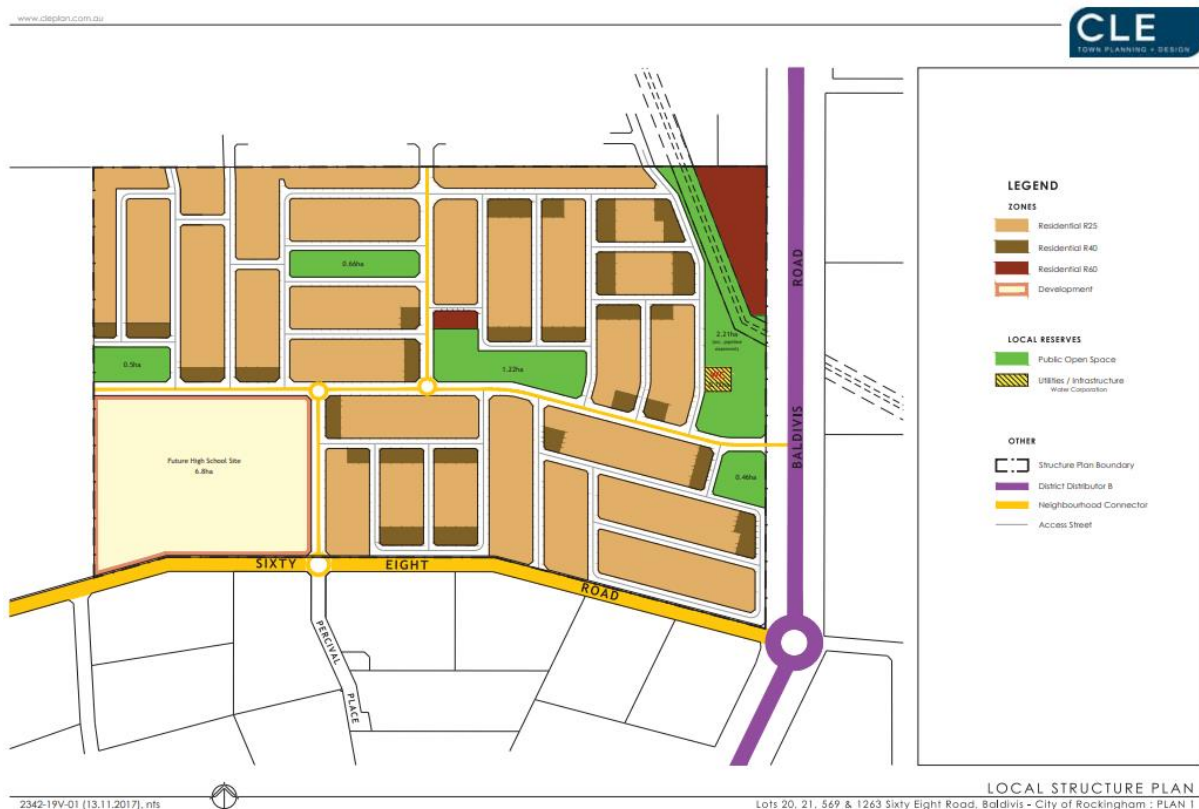 www.cleplan.com.au
CLE
TOWN PLANNING + DESIGN
LEGEND
ZONES
Residential R25
Residential R40
Residential R60
Development
LOCAL RESERVES
Public Open Space
Utilities / Infrastructure
Water Corporation
OTHER
Structure Plan Boundary
District Distributor B
Neighbourhood Connector
Access Street
0.66ha
0.5ha
1.22ha
2.21ha
0.46ha
Future High School Site
6.8ha
BALDIVIS ROAD
SIXTY EIGHT ROAD
PERCIVAL PLACE
LOCAL STRUCTURE PLAN
2342-19V-01 (13.11.2017), nts
Lots 20, 21, 569 & 1263 Sixty Eight Road, Baldivis - City of Rockingham : PLAN 1